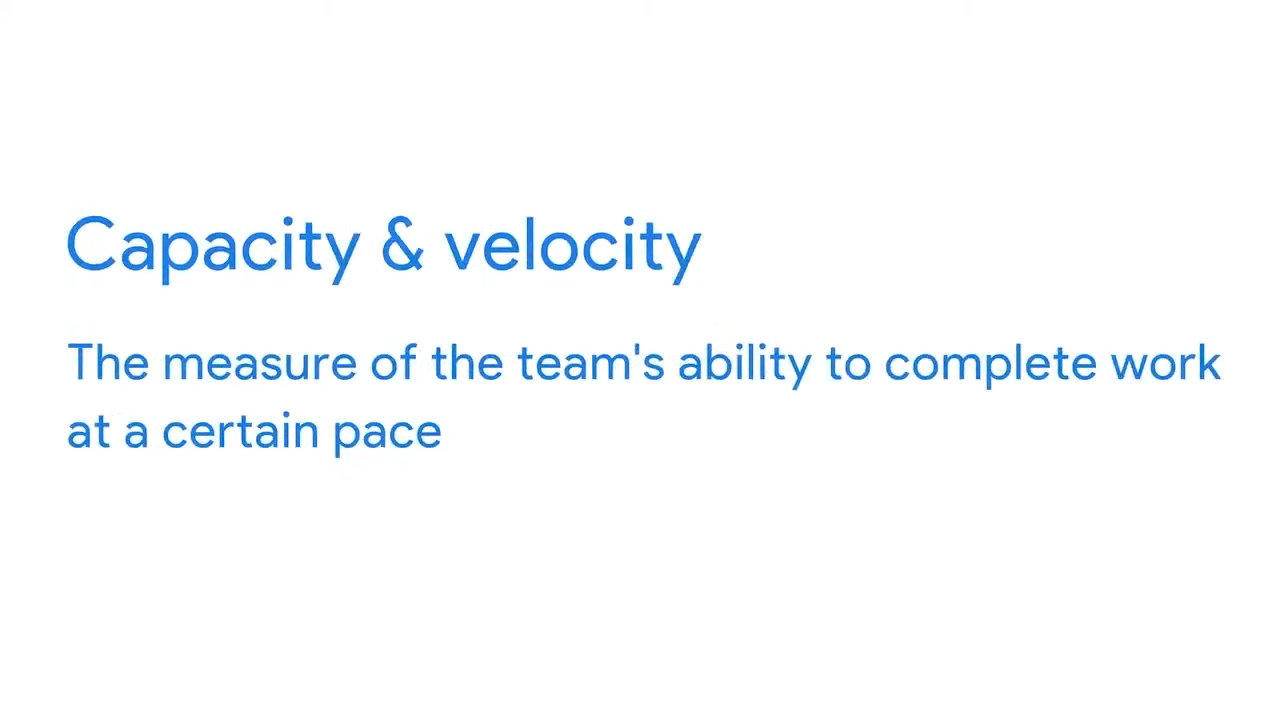 Capacity & velocity
The measure of the team's ability to complete work
at a certain pace